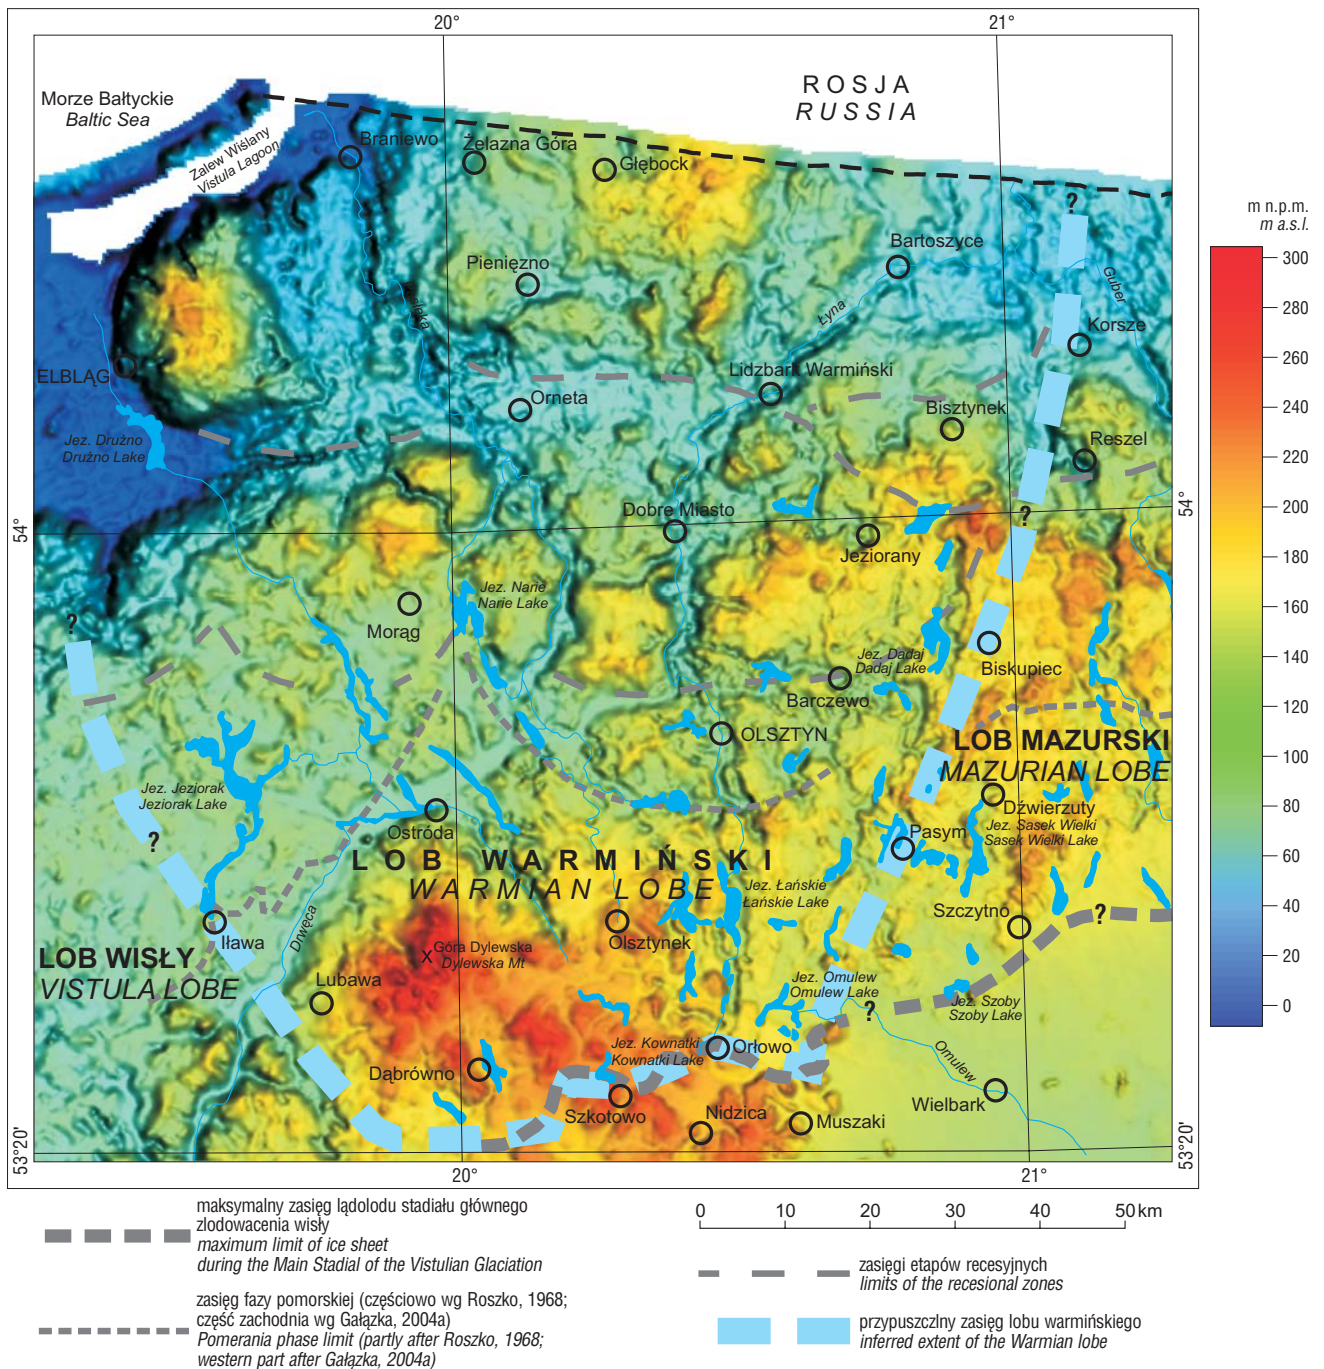 20°
21°
Morze Bałtyckie
Baltic Sea
ROSJA
RUSSIA
Zalew Wiślany
Vistula Lagoon
Braniewo
Żelazna Góra
Głębock
m n.p.m.
m a.s.l.
300
280
260
240
220
200
180
160
140
120
100
80
60
40
20
0
?
Bartoszyce
Pieniężno
Guber
Łyna
Korsze
ELBLĄG
Lidzbark Warmiński
Orneta
Bisztynek
Reszel
Jez. Drużno
Drużno Lake
54°
54°
Dobre Miasto
?
Jeziorany
Jez. Narie
Narie Lake
?
Morąg
Jez. Dadaj
Dadaj Lake
Biskupiec
Barczewo
OLSZTYN
LOB MAZURSKI
MAZURIAN LOBE
Jez. Jeziorak
Jeziorak Lake
Dźwierzuty
Jez. Sasek Wielki
Sasek Wielki Lake
Ostróda
Pasym
?
LOB WARMIŃSKI
WARMIAN LOBE
Jez. Łańskie
Łańskie Lake
Szczytno
?
Drwęca
Iława
Olsztynek
Góra Dylewska
x
Dylewska Mt
LOB WISŁY
VISTULA LOBE
Lubawa
Jez. Omulew
Omulew Lake
Jez. Szoby
Szoby Lake
?
Jez. Kownatki
Kownatki Lake
Orłowo
Omulew
Dąbrówno
Szkotowo
Nidzica
Muszaki
Wielbark
53°20'
53°20'
20°
21°
maksymalny zasięg lądolodu stadiału głównego
zlodowacenia wisły
maximum limit of ice sheet
during the Main Stadial of the Vistulian Glaciation
zasięg fazy pomorskiej (częściowo wg Roszko, 1968;
część zachodnia wg Gałązka, 2004a)
Pomerania phase limit (partly after Roszko, 1968;
western part after Gałązka, 2004a)
0 10 20 30 40 50 km
zasięgi etapów recesyjnych
limits of the recesional zones
przypuszczlny zasięg lobu warmińskiego
inferred extent of the Warmian lobe